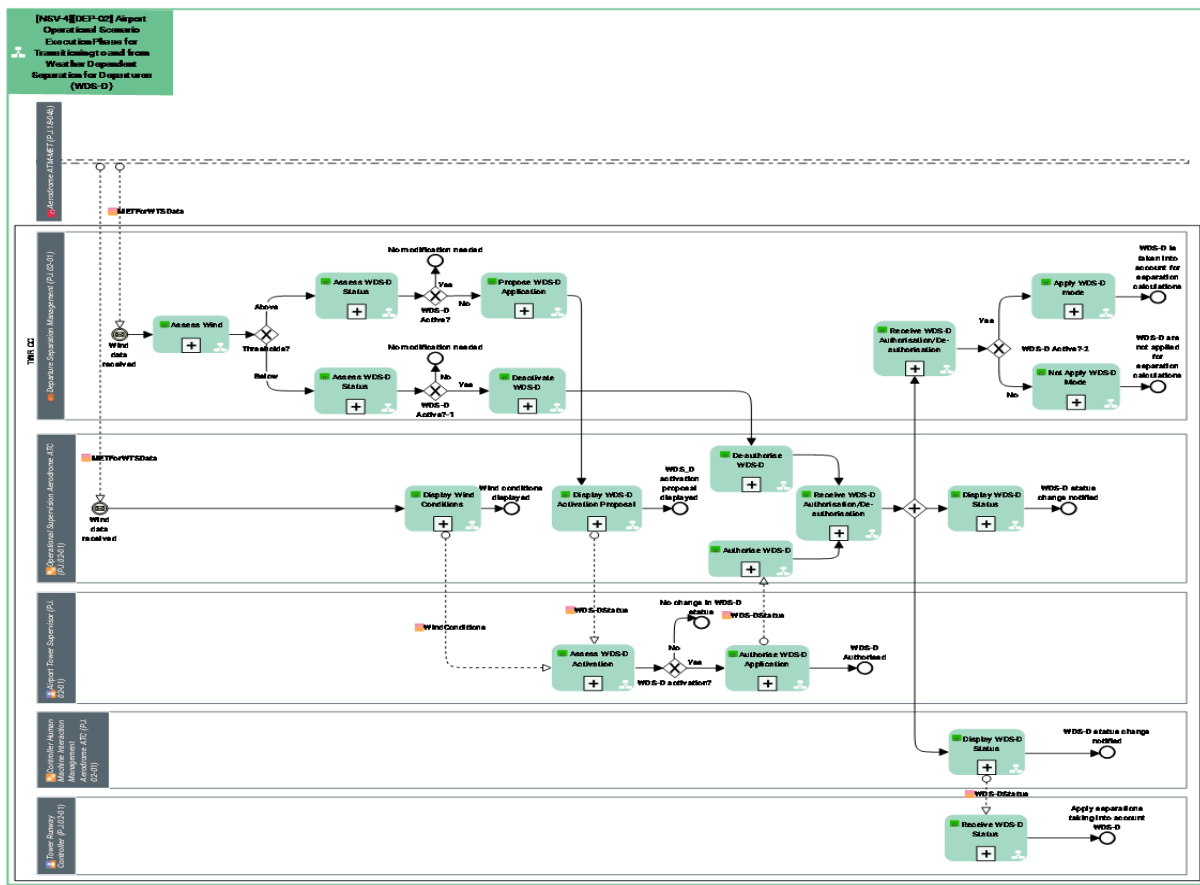 [NSV-4][DEP-02] Airport
Operational Scenario
Execution Phase for
Transitioning to and from
Weather Dependent
Separation for Departures
(WDS-D)
Aerodrome ATM-MET (PJ.18-04b)
METForWTSData
TWR CC
Departure Separation Management (PJ.02-01)
Wind
data
received
Assess Wind
Thresholds?
Above
Below
Assess WDS-D
Status
No modification needed
Yes
No
WDS-D
Active?
Propose WDS-D
Application
Assess WDS-D
Status
No modification needed
No
Yes
WDS-D
Active?-1
Deactivate
WDS-D
Receive WDS-D
Authorisation/De-
authorisation
Yes
No
WDS-D Active?-2
Apply WDS-D
mode
WDS-D is
taken into
account for
separation
calculations
Not Apply WDS-D
Mode
WDS-D are
not applied
for
separation
calculations
Operational Supervision Aerodrome ATC
(PJ.02-01)
METForWTSData
Wind
data
received
Display Wind
Conditions
Wind conditions
displayed
Display WDS-D
Activation Proposal
WDS_D
activation
proposal
displayed
De-authorise
WDS-D
Receive WDS-D
Authorisation/De-
authorisation
Authorise WDS-D
Display WDS-D
Status
WDS-D status
change notified
Airport Tower Supervisor (PJ.
02-01)
WindConditions
WDS-DStatus
Assess WDS-D
Activation
No change in WDS-D
status
No
Yes
WDS-D activation?
WDS-DStatus
Authorise WDS-D
Application
WDS-D
Authorised
Controller Human
Machine Interaction
Management
Aerodrome ATC (PJ.
02-01)
Display WDS-D
Status
WDS-D status change
notified
WDS-DStatus
Tower Runway
Controller (PJ.02-01)
Receive WDS-D
Status
Apply separations
taking into account
WDS-D